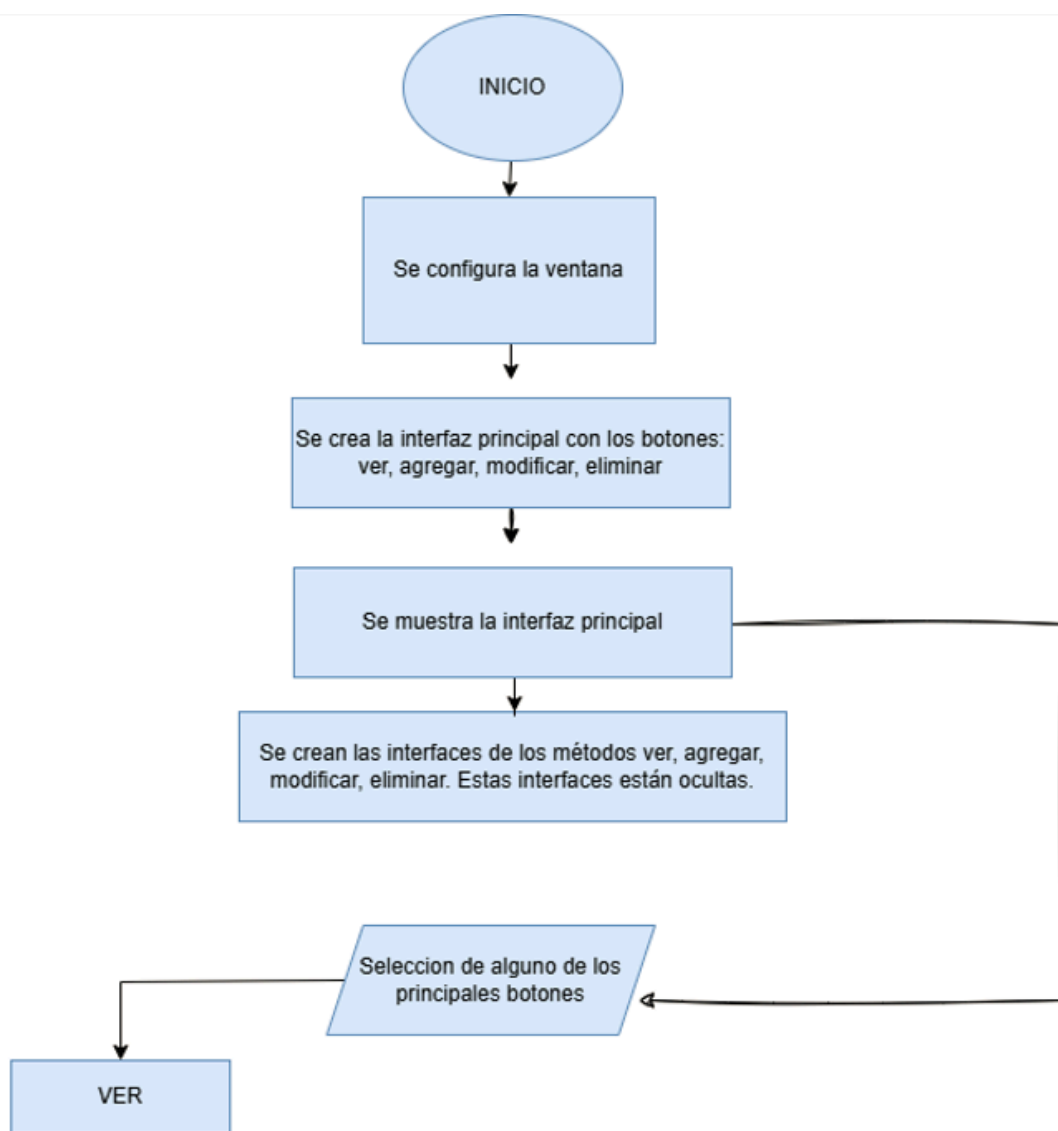 INICIO
Se configura la ventana
Se crea la interfaz principal con los botones:
ver, agregar, modificar, eliminar
Se muestra la interfaz principal
Se crean las interfaces de los métodos ver, agregar,
modificar, eliminar. Estas interfaces están ocultas.
Seleccion de alguno de los
principales botones
VER